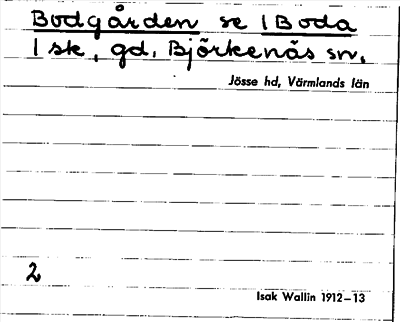 Bodgården se 1 Boda
1 sk, gd, Björkenäs sn,
Jösse hd, Värmlands län
2
Isak Wallin 1912–13